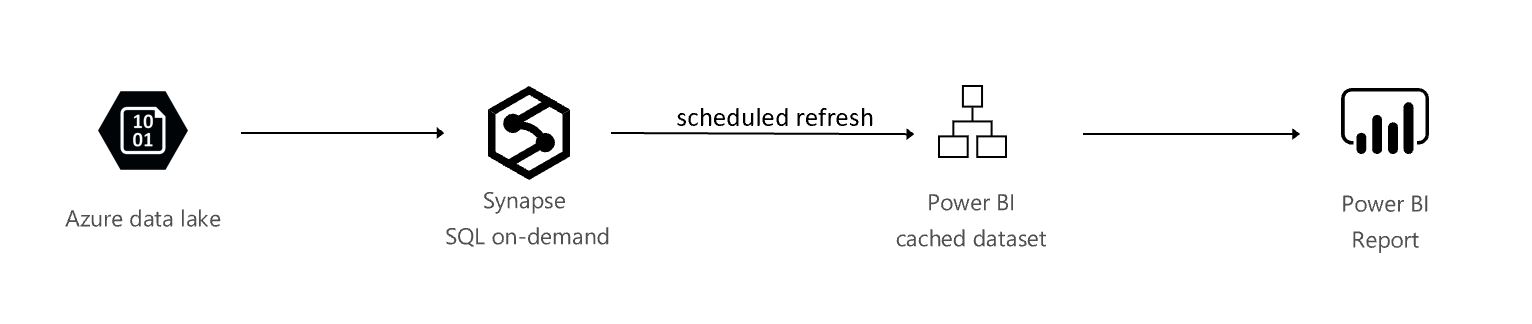 10
01
Azure data lake
Synapse
SQL on-demand
scheduled refresh
Power BI
cached dataset
Power BI
Report